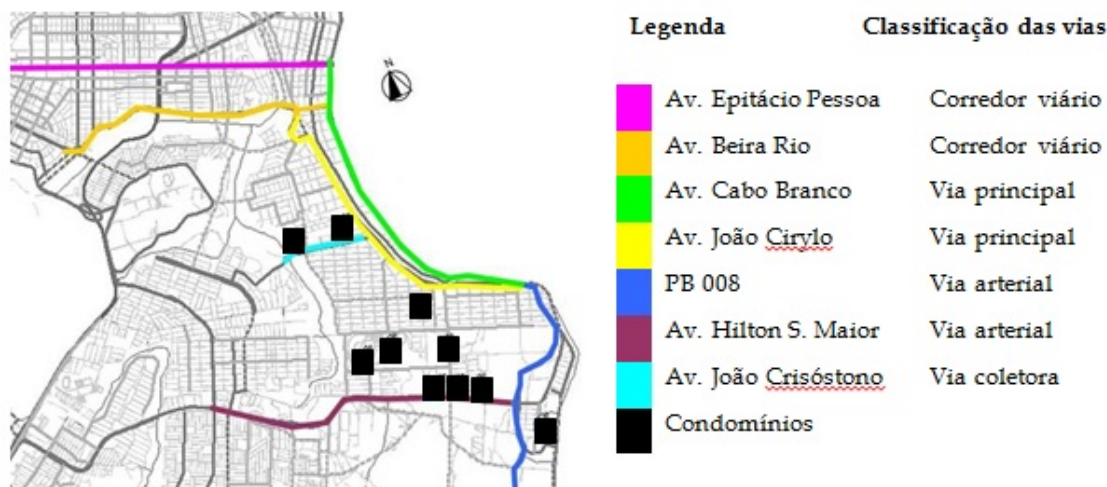 Legenda Classificação das vias
N
Av. Epitácio Pessoa Corredor viário
Av. Beira Rio Corredor viário
Av. Cabo Branco Via principal
Av. João Cirylo Via principal
PB 008 Via arterial
Av. Hilton S. Maior Via arterial
Av. João Crisóstono Via coletora
Condomínios